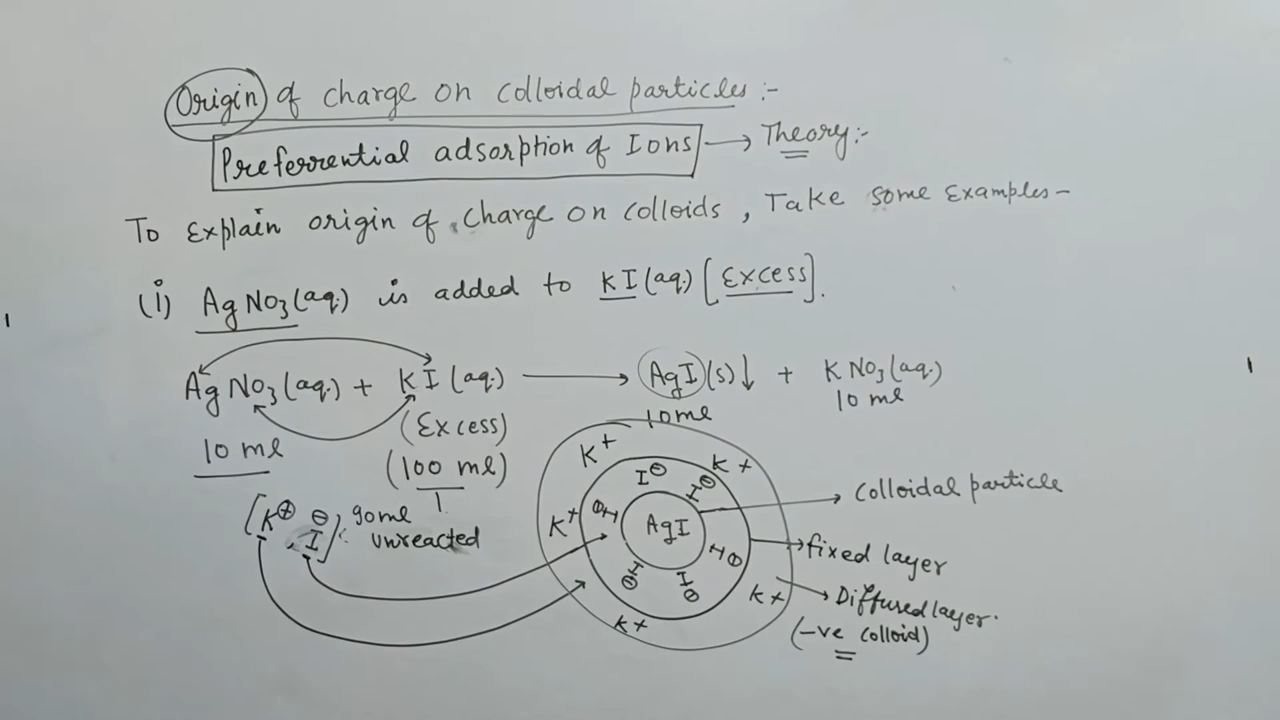 Origin of charge on colloidal particles :-
Preferrential adsorption of Ions → Theory :-
To Explain origin of charge on colloids , Take some Examples -
(i) AgNO3(aq.) is added to KI(aq.) [Excess].
AgNO3(aq.) + KI(aq.) → AgI(s)↓ + KNO3(aq.)
10 ml (Excess) 10ml 10 ml
(100 ml)
[K⊕, I⊖] 90ml unreacted
K+ K+ K+ K+ K+
I⊖ I⊖ I⊖ I⊖ I⊖ I⊖
AgI
Colloidal particle
fixed layer
Diffused layer.
(-ve colloid)